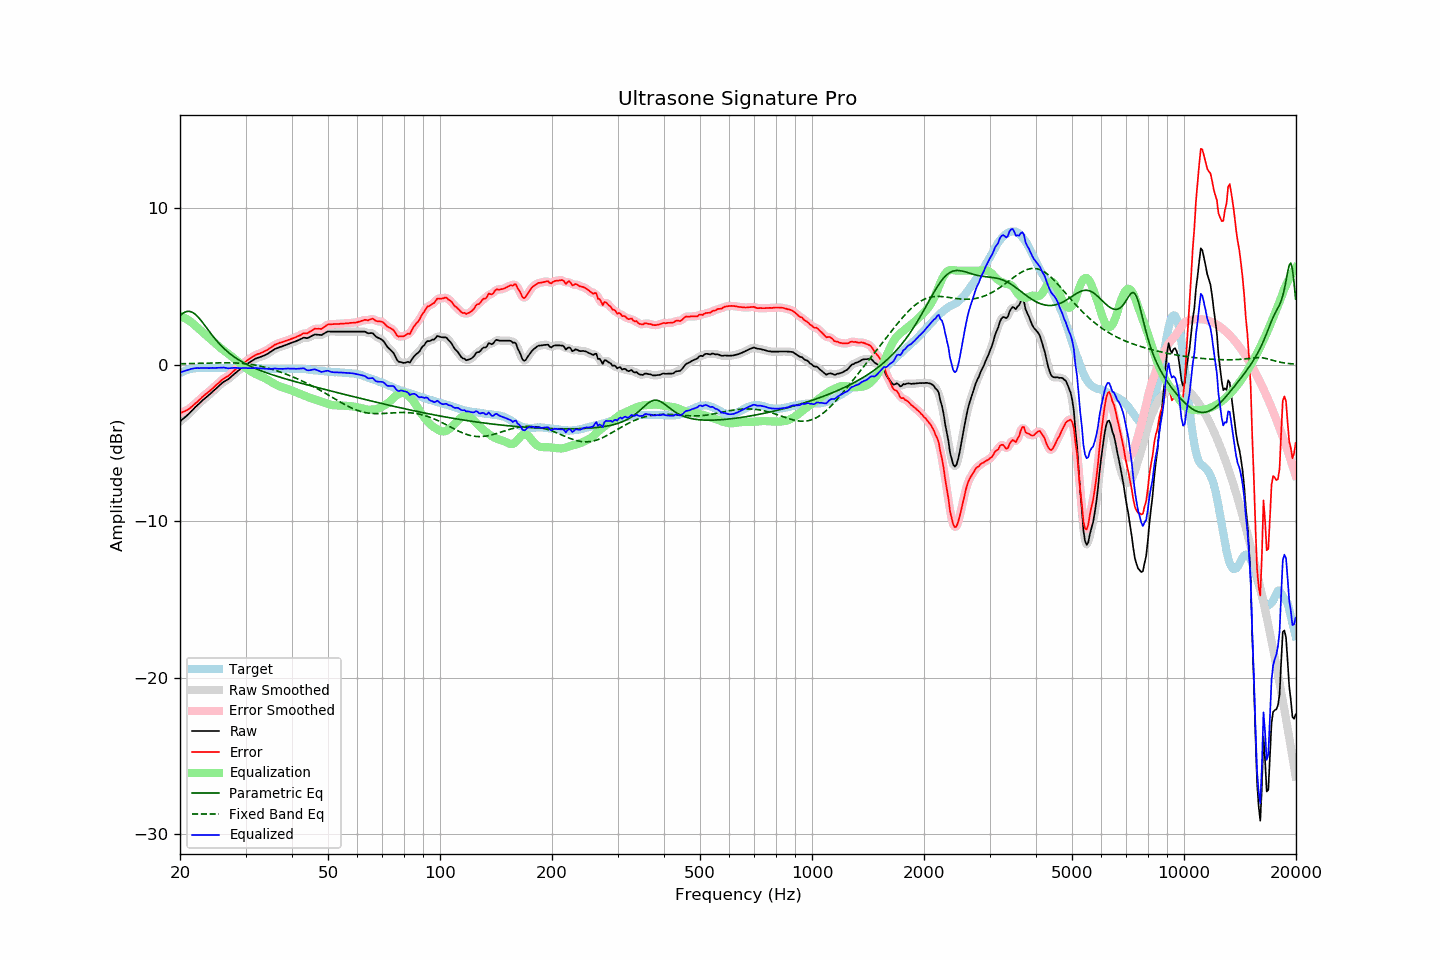 Ultrasone Signature Pro
Amplitude (dBr)
10
0
−10
−20
−30
Target
Raw Smoothed
Error Smoothed
Raw
Error
Equalization
Parametric Eq
Fixed Band Eq
Equalized
20 50 100 200 500 1000 2000 5000 10000 20000
Frequency (Hz)